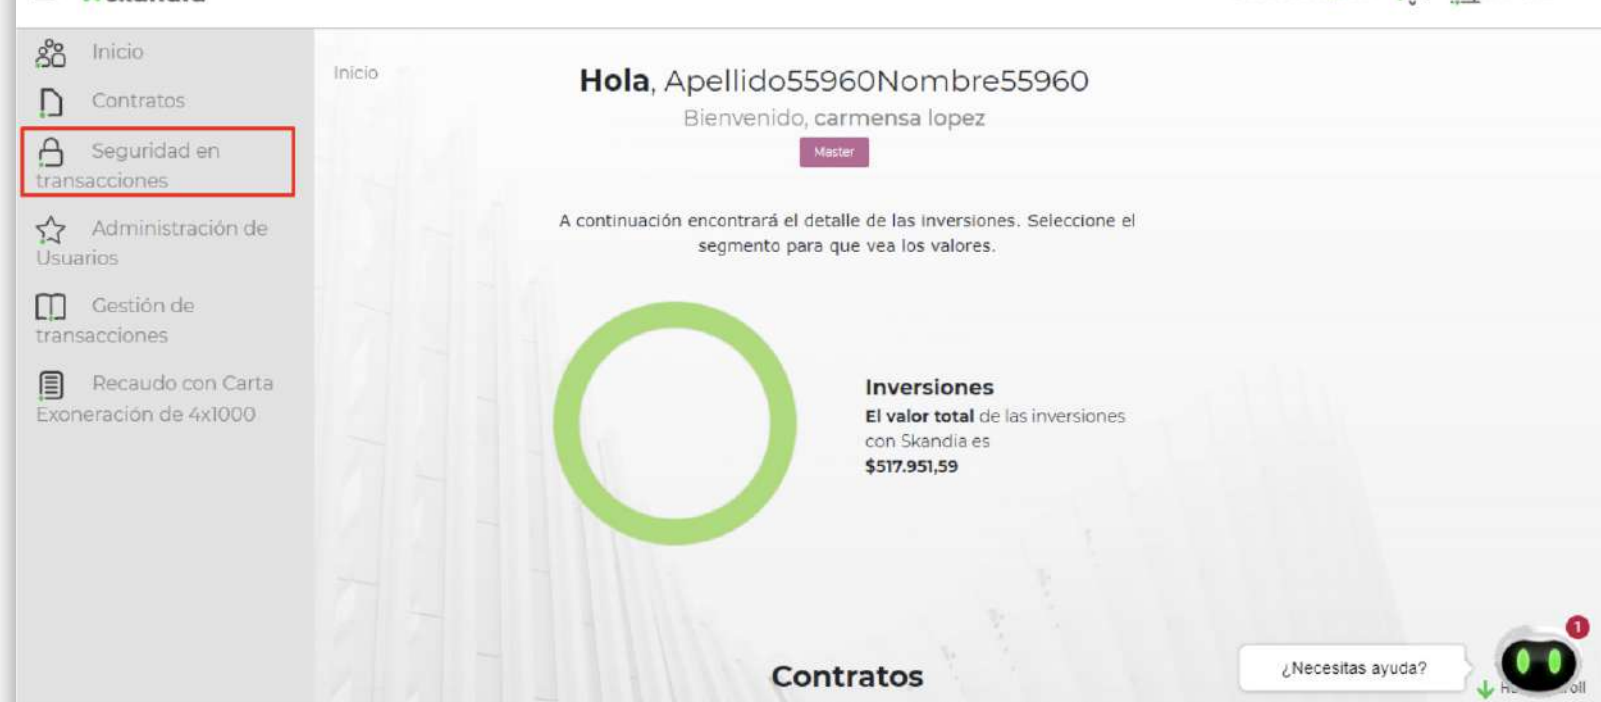 Inicio
Contratos
Seguridad en
transacciones
Administración de
Usuarios
Gestión de
transacciones
Recaudo con Carta
Exoneración de 4x1000
Inicio
Hola, Apellido55960Nombre55960
Bienvenido, carmensa lopez
Master
A continuación encontrará el detalle de las inversiones. Seleccione el
segmento para que vea los valores.
Inversiones
El valor total de las inversiones
con Skandia es
$517.951,59
Contratos
¿Necesitas ayuda?
1